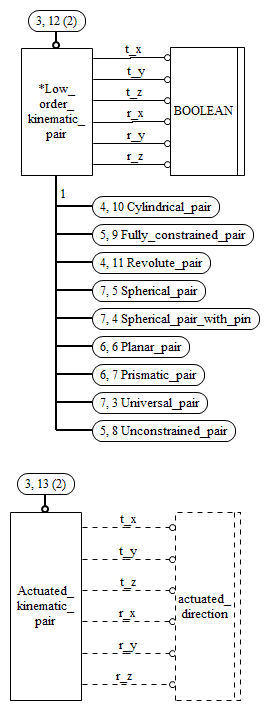 3, 12 (2)
*Low_
order_
kinematic_
pair
t_x
t_y
t_z
r_x
r_y
r_z
BOOLEAN
1
4, 10 Cylindrical_pair
5, 9 Fully_constrained_pair
4, 11 Revolute_pair
7, 5 Spherical_pair
7, 4 Spherical_pair_with_pin
6, 6 Planar_pair
6, 7 Prismatic_pair
7, 3 Universal_pair
5, 8 Unconstrained_pair
3, 13 (2)
Actuated_
kinematic_
pair
t_x
t_y
t_z
r_x
r_y
r_z
actuated_
direction